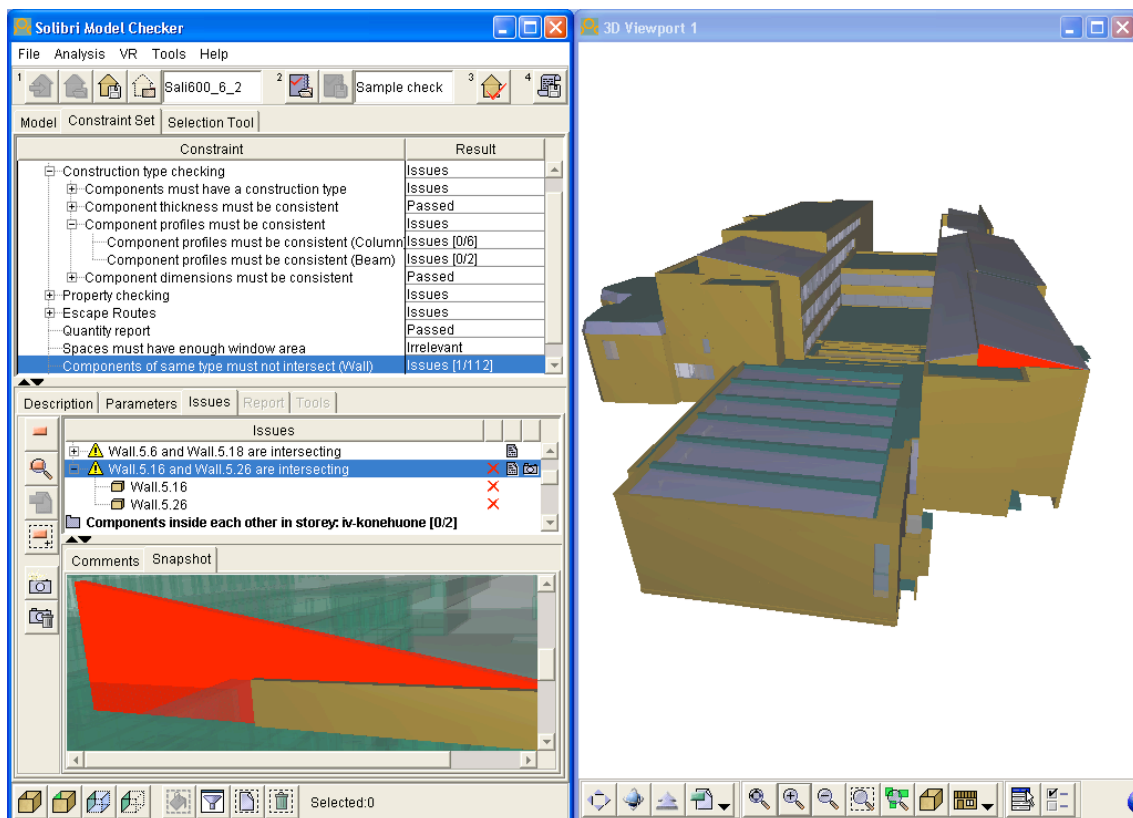 Solibri Model Checker
File Analysis VR Tools Help
1 Sali600_6_2 2 Sample check 3 4
Model Constraint Set Selection Tool
Constraint Result
Construction type checking Issues
Components must have a construction type Issues
Component thickness must be consistent Passed
Component profiles must be consistent Issues
Component profiles must be consistent (Column Issues [0/6]
Component profiles must be consistent (Beam) Issues [0/2]
Component dimensions must be consistent Passed
Property checking Issues
Escape Routes Issues
Quantity report Passed
Spaces must have enough window area Irrelevant
Components of same type must not intersect (Wall) Issues [1/112]
Description Parameters Issues Report Tools
Issues
Wall.5.6 and Wall.5.18 are intersecting
Wall.5.16 and Wall.5.26 are intersecting
Wall.5.16
Wall.5.26
Components inside each other in storey: iv-konehuone [0/2]
Comments Snapshot
Selected:0
3D Viewport 1